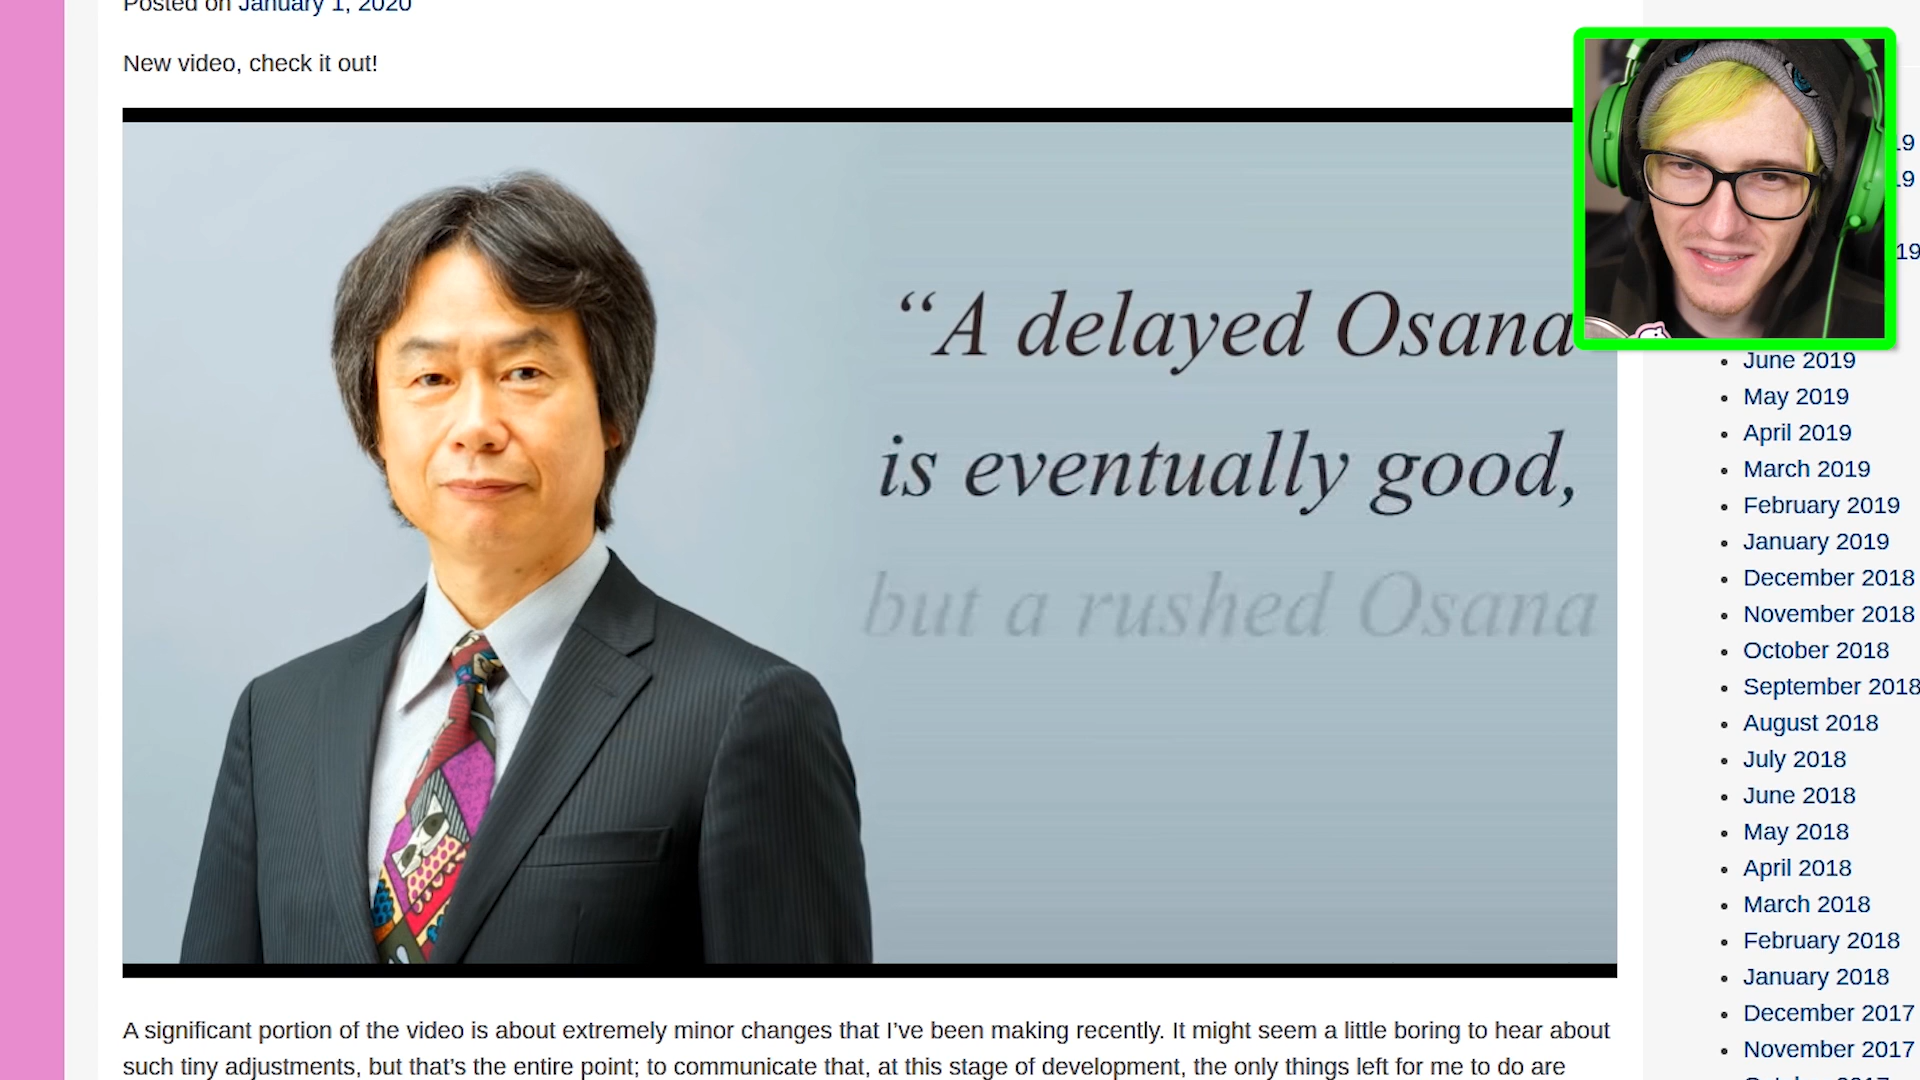 Posted on January 1, 2020
New video, check it out!
“A delayed Osana
is eventually good,
but a rushed Osana
A significant portion of the video is about extremely minor changes that I’ve been making recently. It might seem a little boring to hear about
such tiny adjustments, but that’s the entire point; to communicate that, at this stage of development, the only things left for me to do are
19
19
19
June 2019
May 2019
April 2019
March 2019
February 2019
January 2019
December 2018
November 2018
October 2018
September 2018
August 2018
July 2018
June 2018
May 2018
April 2018
March 2018
February 2018
January 2018
December 2017
November 2017